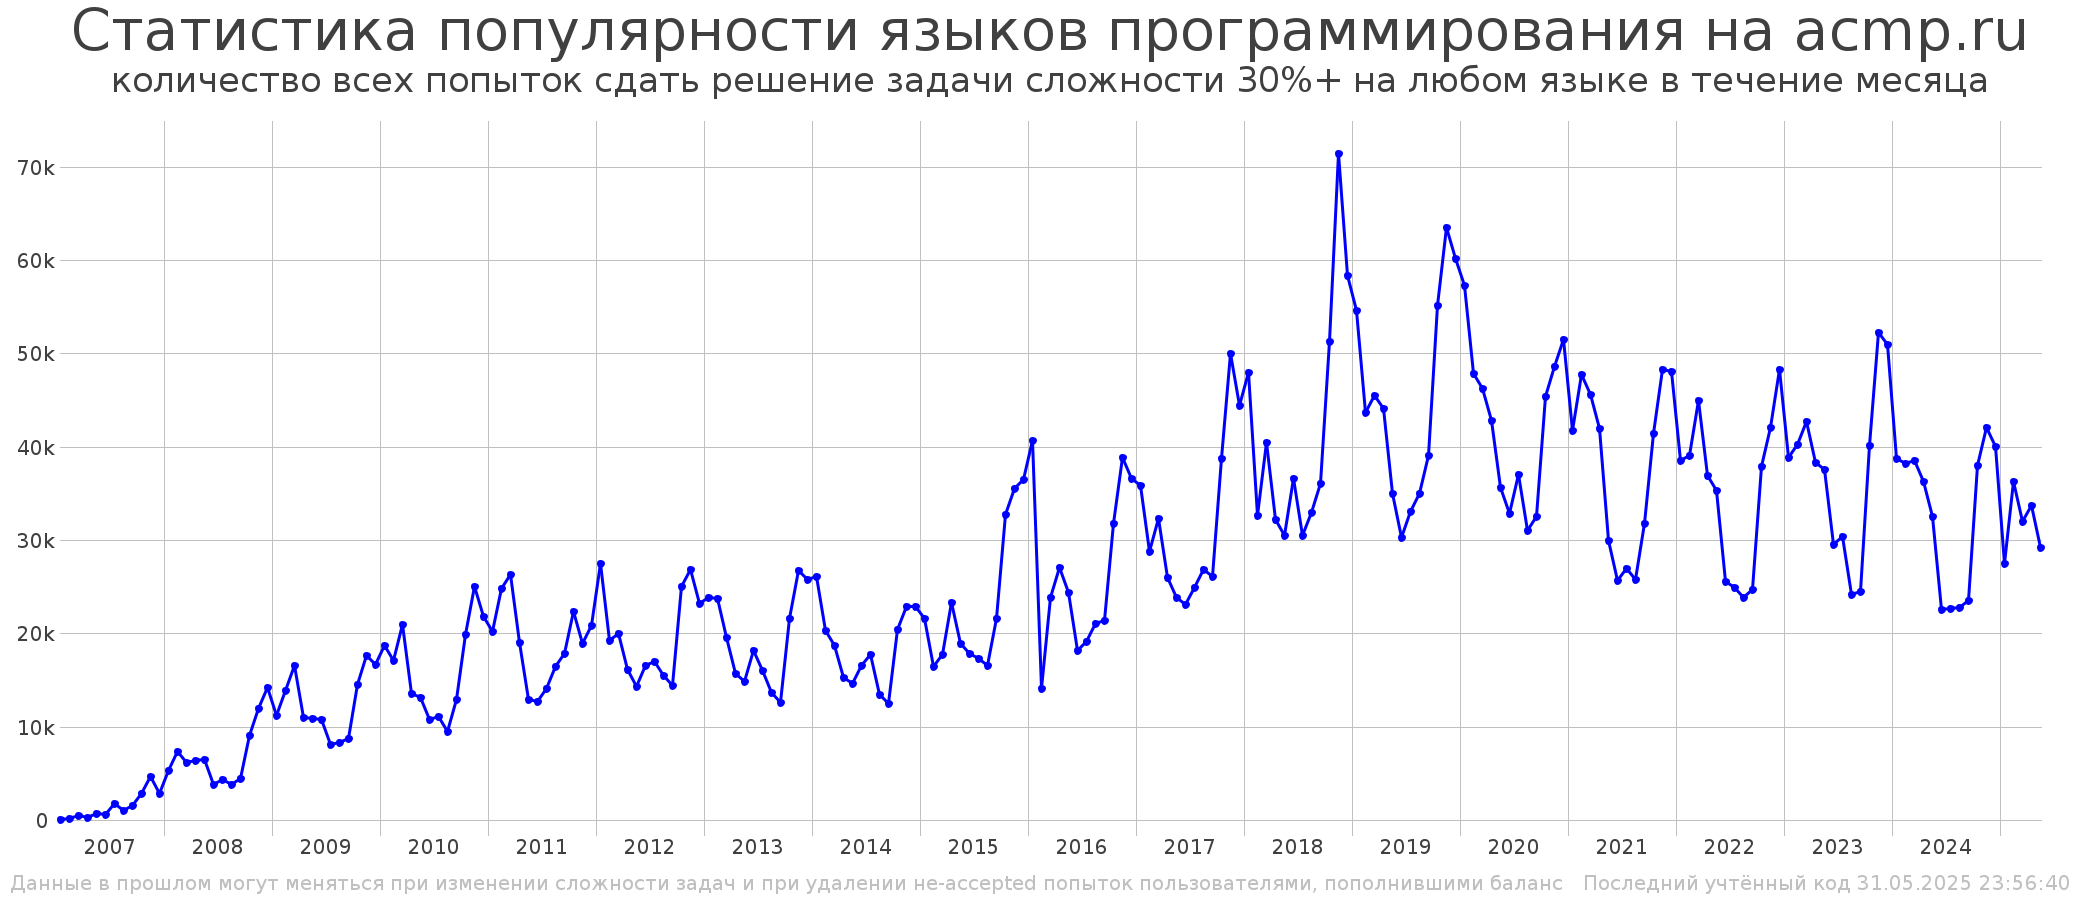 Статистика популярности языков программирования на acmp.ru
количество всех попыток сдать решение задачи сложности 30%+ на любом языке в течение месяца
70k
60k
50k
40k
30k
20k
10k
0
2007 2008 2009 2010 2011 2012 2013 2014 2015 2016 2017 2018 2019 2020 2021 2022 2023 2024
Данные в прошлом могут меняться при изменении сложности задач и при удалении не-accepted попыток пользователями, пополнившими баланс Последний учтённый код 31.05.2025 23:56:40